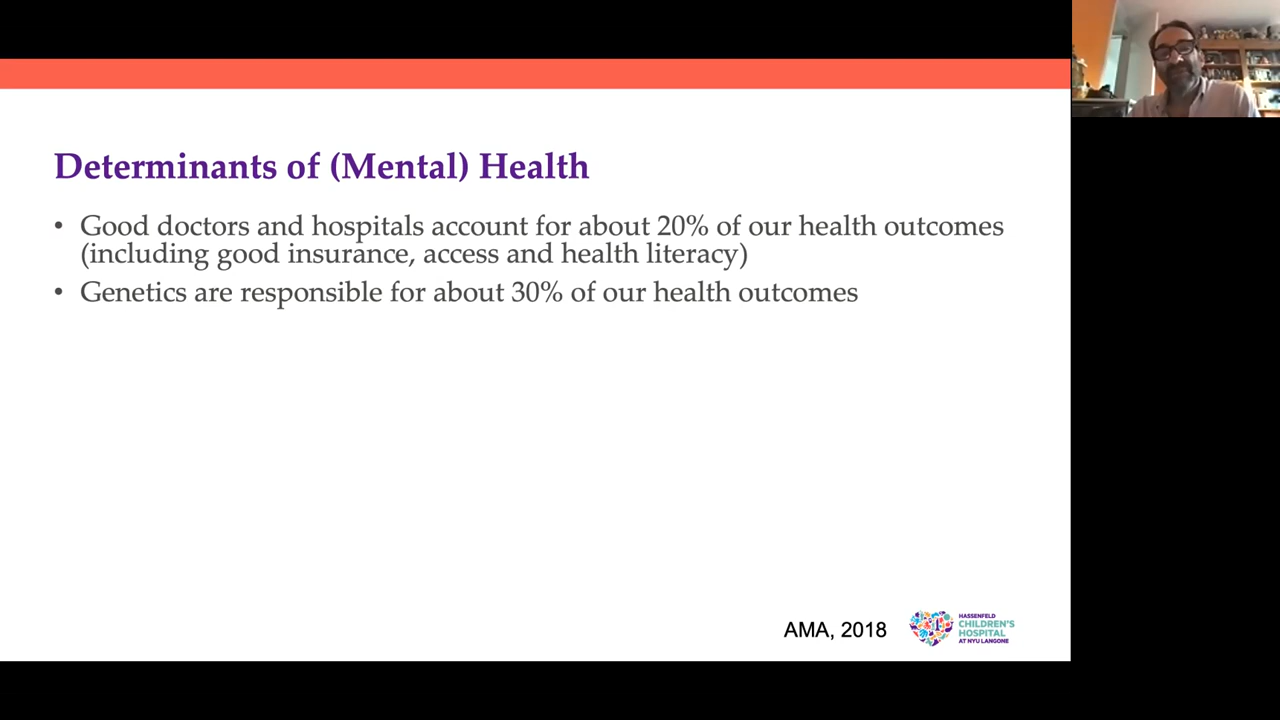 Determinants of (Mental) Health
• Good doctors and hospitals account for about 20% of our health outcomes
(including good insurance, access and health literacy)
• Genetics are responsible for about 30% of our health outcomes
AMA, 2018
HASSENFELD
CHILDREN'S
HOSPITAL
AT NYU LANGONE